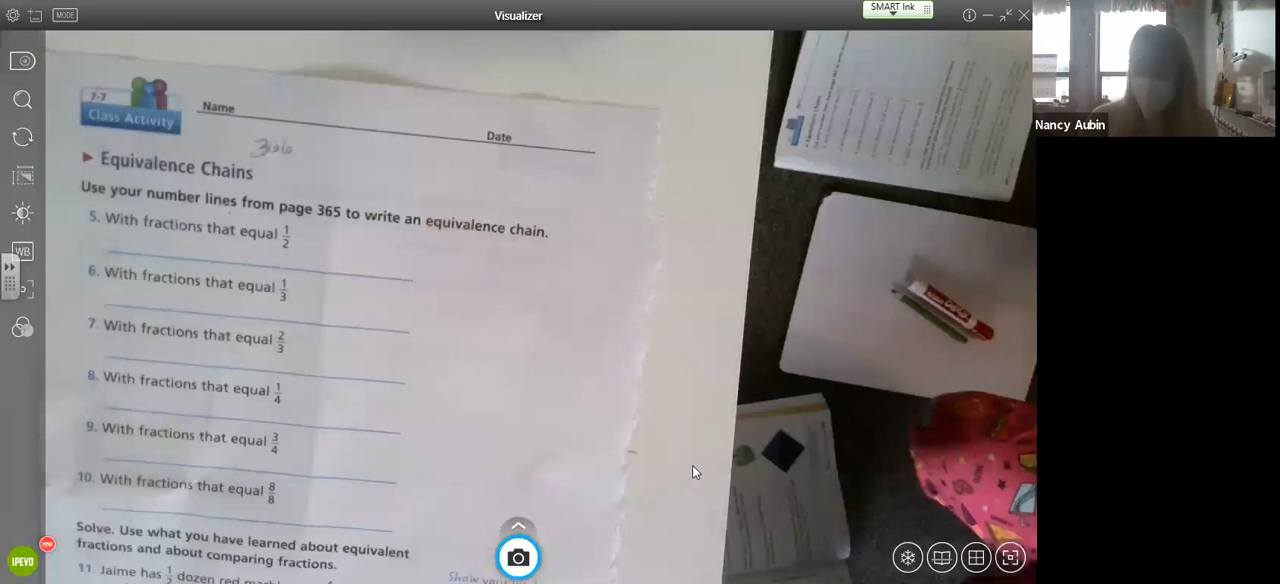 MODE
Visualizer
SMART Ink
Nancy Aubin
7-7
Class Activity
Name
Date
Equivalence Chains
Use your number lines from page 365 to write an equivalence chain.
5. With fractions that equal 1/2
6. With fractions that equal 1/3
7. With fractions that equal 2/3
8. With fractions that equal 1/4
9. With fractions that equal 3/4
10. With fractions that equal 8/8
Solve. Use what you have learned about equivalent
fractions and about comparing fractions.
11. Jaime has 1/2 dozen red
Show your
WB
new
IPEVO